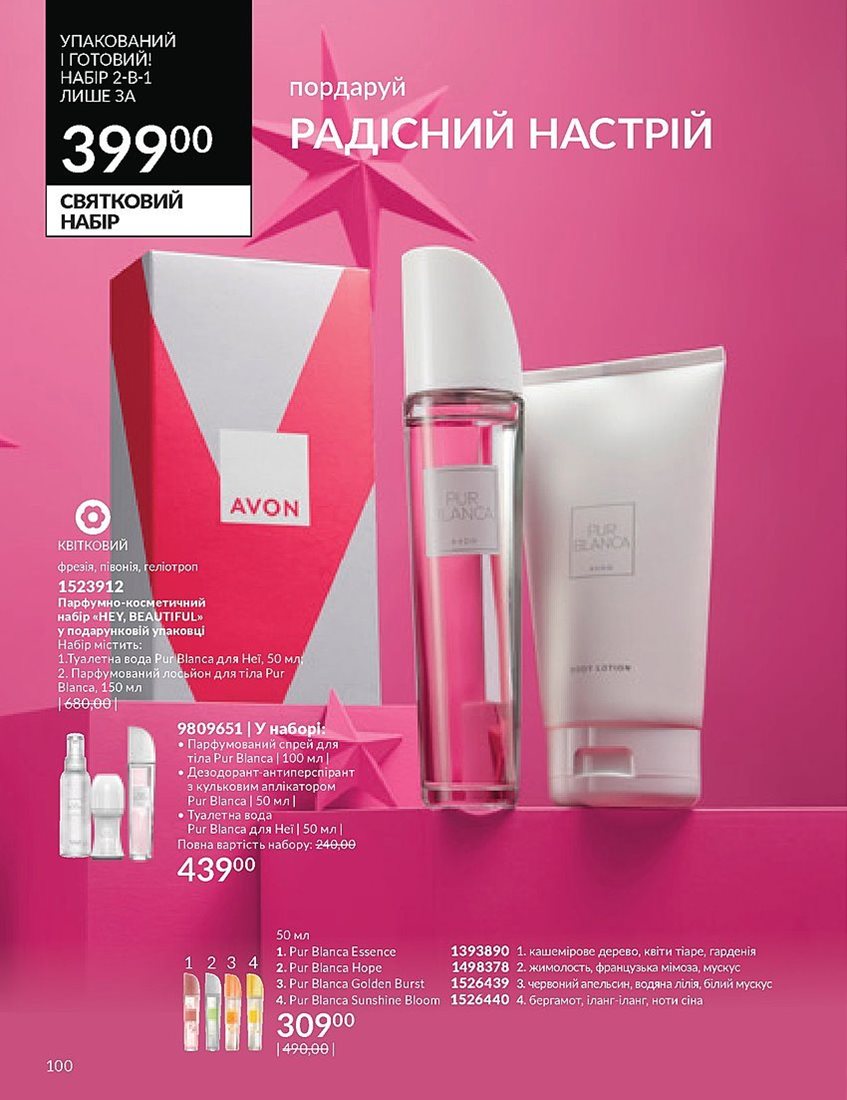 УПАКОВАНИЙ
І ГОТОВИЙ!
НАБІР 2-В-1
ЛИШЕ ЗА
399⁰⁰
СВЯТКОВИЙ
НАБІР
пордаруй
РАДІСНИЙ НАСТРІЙ
AVON
PUR
BLANCA
AVON
PUR
BLANCA
AVON
BODY LOTION
КВІТКОВИЙ
фрезія, півонія, геліотроп
1523912
Парфумно-косметичний
набір «HEY, BEAUTIFUL»
у подарунковій упаковці
Набір містить:
1.Туалетна вода Pur Blanca для Неї, 50 мл;
2. Парфумований лосьйон для тіла Pur
Blanca, 150 мл
| 680,00 |
9809651 | У наборі:
• Парфумований спрей для
тіла Pur Blanca | 100 мл |
• Дезодорант-антиперспірант
з кульковим аплікатором
Pur Blanca | 50 мл |
• Туалетна вода
Pur Blanca для Неї | 50 мл |
Повна вартість набору: 240,00
439⁰⁰
50 мл
1. Pur Blanca Essence 1393890 1. кашемірове дерево, квіти тіаре, гарденія
2. Pur Blanca Hope 1498378 2. жимолость, французька мімоза, мускус
3. Pur Blanca Golden Burst 1526439 3. червоний апельсин, водяна лілія, білий мускус
4. Pur Blanca Sunshine Bloom 1526440 4. бергамот, іланг-іланг, ноти сіна
1 2 3 4
309⁰⁰
| 490,00 |
100